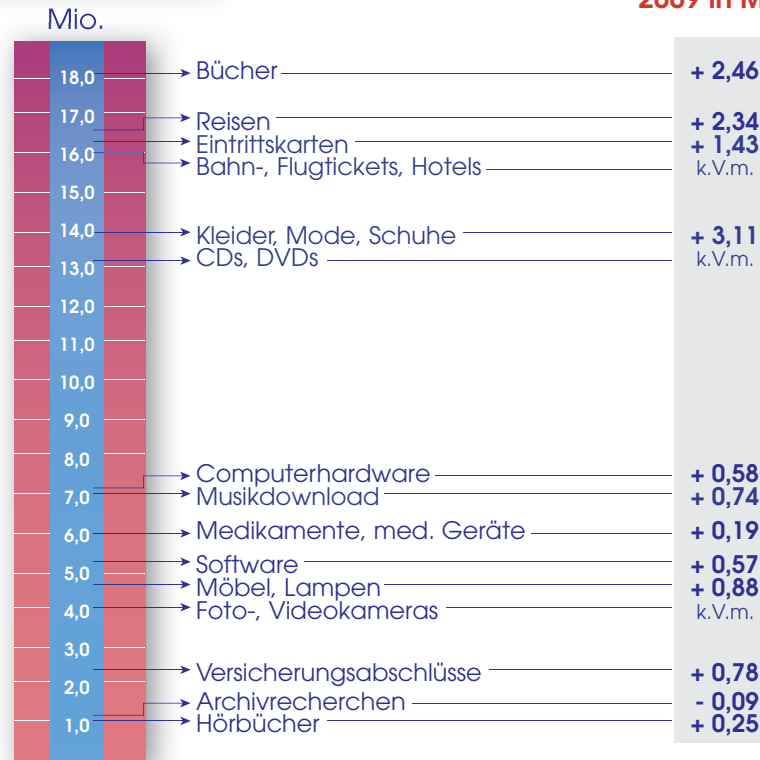 2009 in M
Mio.
18,0 Bücher + 2,46
17,0 Reisen + 2,34
Eintrittskarten + 1,43
16,0 Bahn-, Flugtickets, Hotels k.V.m.
15,0
14,0 Kleider, Mode, Schuhe + 3,11
13,0 CDs, DVDs k.V.m.
12,0
11,0
10,0
9,0
8,0
Computerhardware + 0,58
7,0 Musikdownload + 0,74
6,0 Medikamente, med. Geräte + 0,19
Software + 0,57
5,0 Möbel, Lampen + 0,88
4,0 Foto-, Videokameras k.V.m.
3,0
Versicherungsabschlüsse + 0,78
2,0 Archivrecherchen - 0,09
1,0 Hörbücher + 0,25